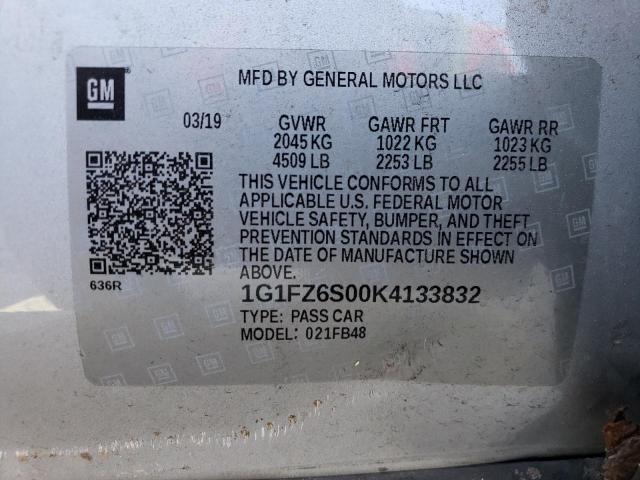 GM
MFD BY GENERAL MOTORS LLC
03/19 GVWR GAWR FRT GAWR RR
2045 KG 1022 KG 1023 KG
4509 LB 2253 LB 2255 LB
THIS VEHICLE CONFORMS TO ALL
APPLICABLE U.S. FEDERAL MOTOR
VEHICLE SAFETY, BUMPER, AND THEFT
PREVENTION STANDARDS IN EFFECT ON
THE DATE OF MANUFACTURE SHOWN
ABOVE.
636R
1G1FZ6S00K4133832
TYPE: PASS CAR
MODEL: 021FB48